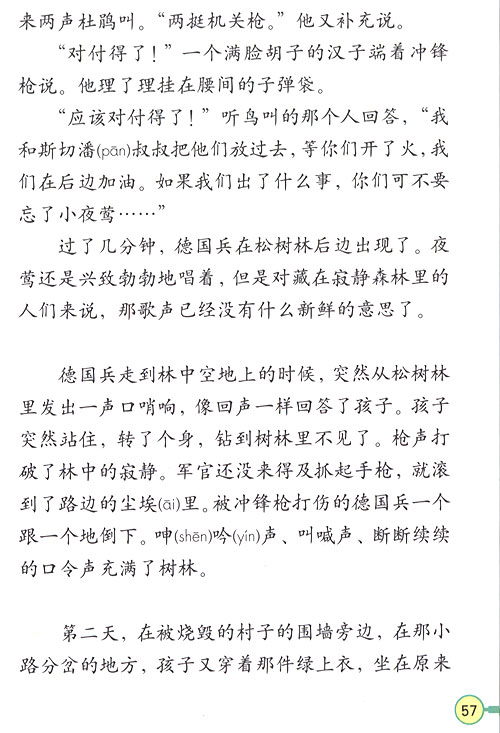 来两声杜鹃叫。“两挺机关枪。”他又补充说。
“对付得了！”一个满脸胡子的汉子端着冲锋
枪说。他理了理挂在腰间的子弹袋。
“应该对付得了！”听鸟叫的那个人回答，“我
和斯切潘(pān)叔叔把他们放过去，等你们开了火，我
们在后边加油。如果我们出了什么事，你们可不要
忘了小夜莺……”
过了几分钟，德国兵在松树林后边出现了。夜
莺还是兴致勃勃地唱着，但是对藏在寂静森林里的
人们来说，那歌声已经没有什么新鲜的意思了。
德国兵走到林中空地上的时候，突然从松树林
里发出一声口哨响，像回声一样回答了孩子。孩子
突然站住，转了个身，钻到树林里不见了。枪声打
破了林中的寂静。军官还没来得及抓起手枪，就滚
到了路边的尘埃(āi)里。被冲锋枪打伤的德国兵一个
跟一个地倒下。呻(shēn)吟(yín)声、叫喊声、断断续续
的口令声充满了树林。
第二天，在被烧毁的村子的围墙旁边，在那小
路分岔的地方，孩子又穿着那件绿上衣，坐在原来
57